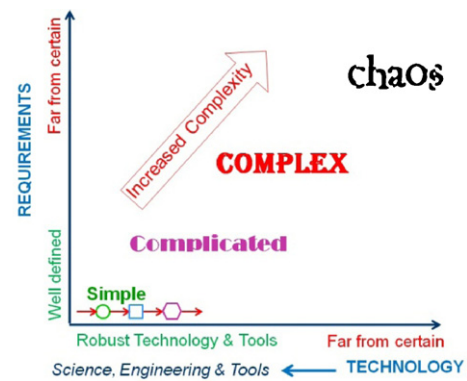 REQUIREMENTS
Far from certain
Well defined
chaos
Increased Complexity
COMPLEX
Complicated
Simple
Robust Technology & Tools
Far from certain
Science, Engineering & Tools
TECHNOLOGY